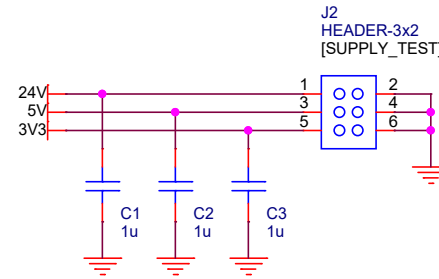 J2
HEADER-3x2
[SUPPLY_TEST]
24V 1 2
5V 3 4
3V3 5 6
C1 C2 C3
1u 1u 1u